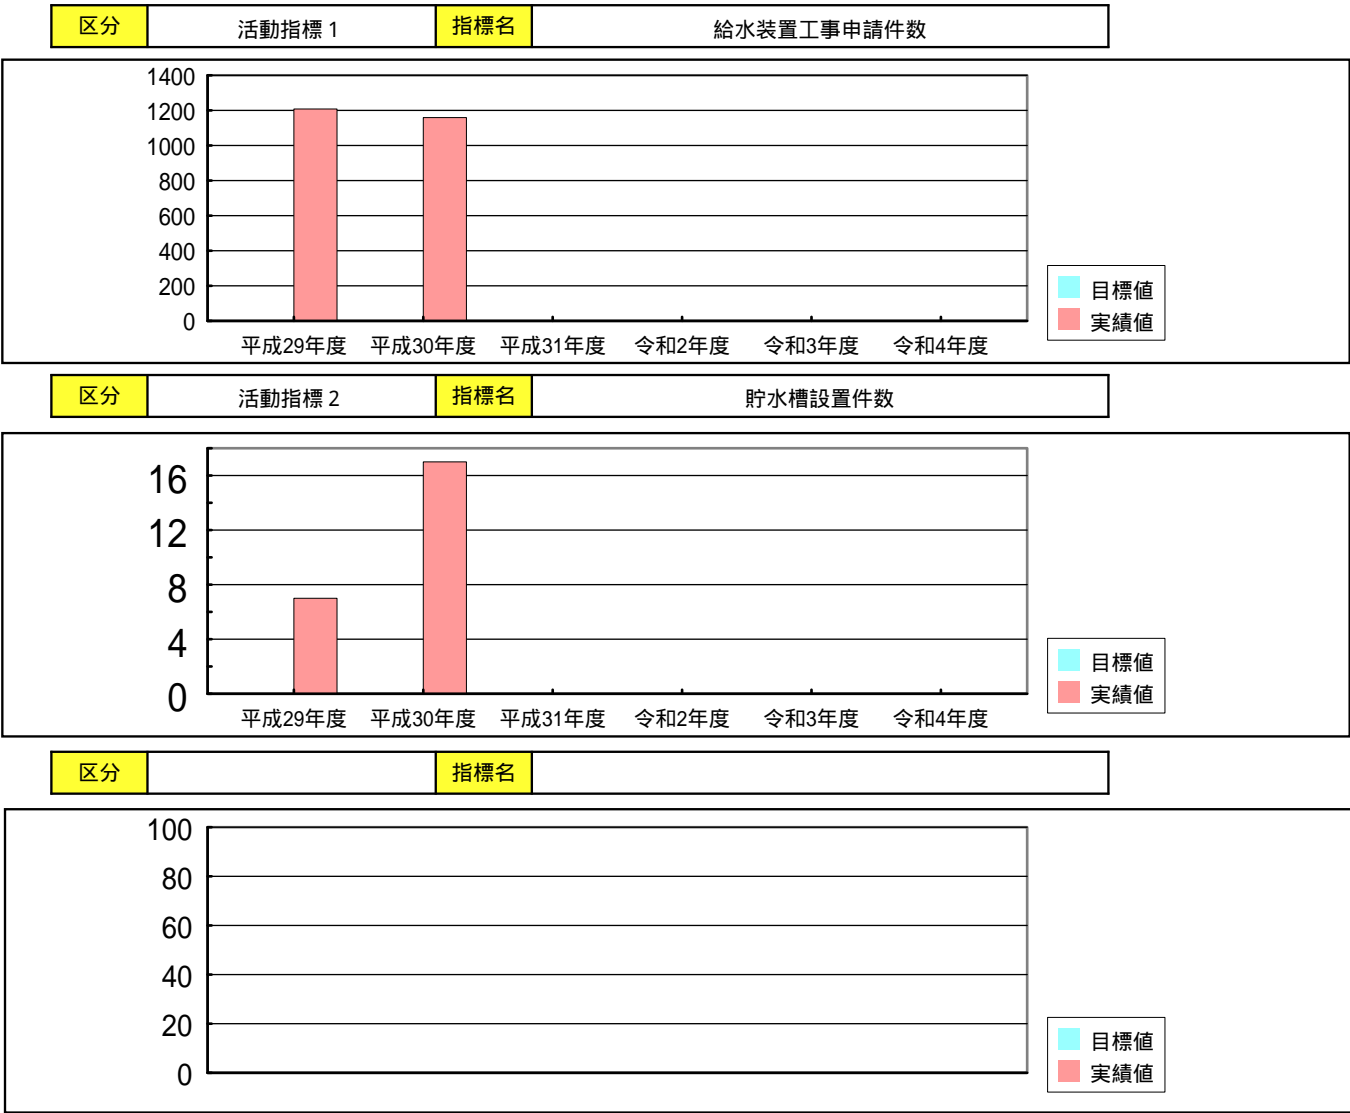 区分 活動指標1 指標名 給水装置工事申請件数
1400
1200
1000
800
600
400
200
0
平成29年度 平成30年度 平成31年度 令和2年度 令和3年度 令和4年度
目標値
実績値
区分 活動指標2 指標名 貯水槽設置件数
16
12
8
4
0
平成29年度 平成30年度 平成31年度 令和2年度 令和3年度 令和4年度
目標値
実績値
区分 指標名
100
80
60
40
20
0
目標値
実績値